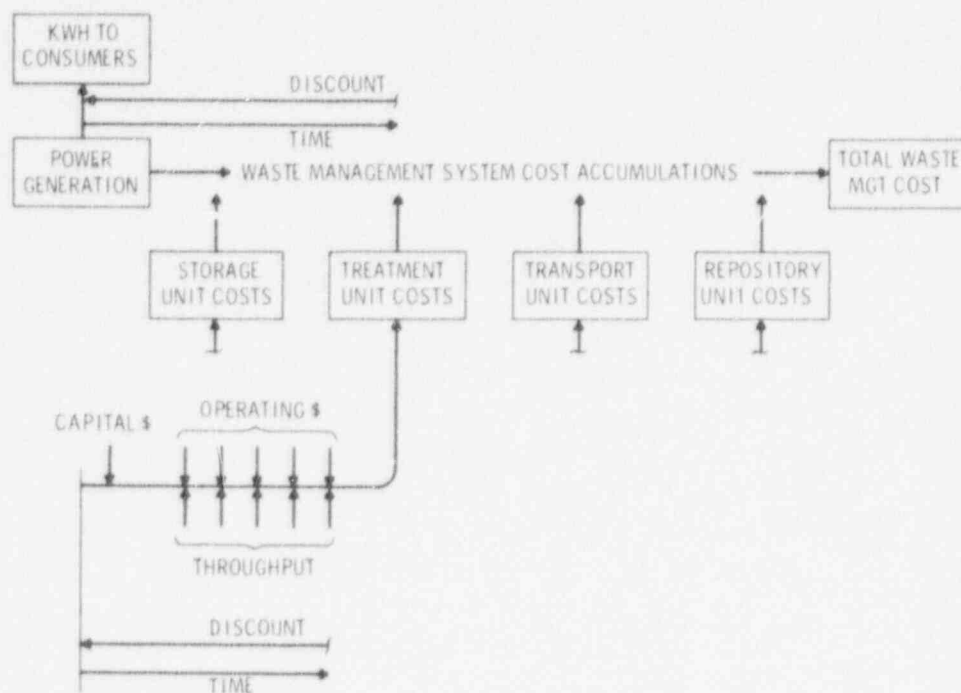 KWH TO
CONSUMERS
DISCOUNT
TIME
POWER
GENERATION
WASTE MANAGEMENT SYSTEM COST ACCUMULATIONS
TOTAL WASTE
MGT COST
STORAGE
UNIT COSTS
TREATMENT
UNIT COSTS
TRANSPORT
UNIT COSTS
REPOSITORY
UNIT COSTS
CAPITAL $
OPERATING $
THROUGHPUT
DISCOUNT
TIME